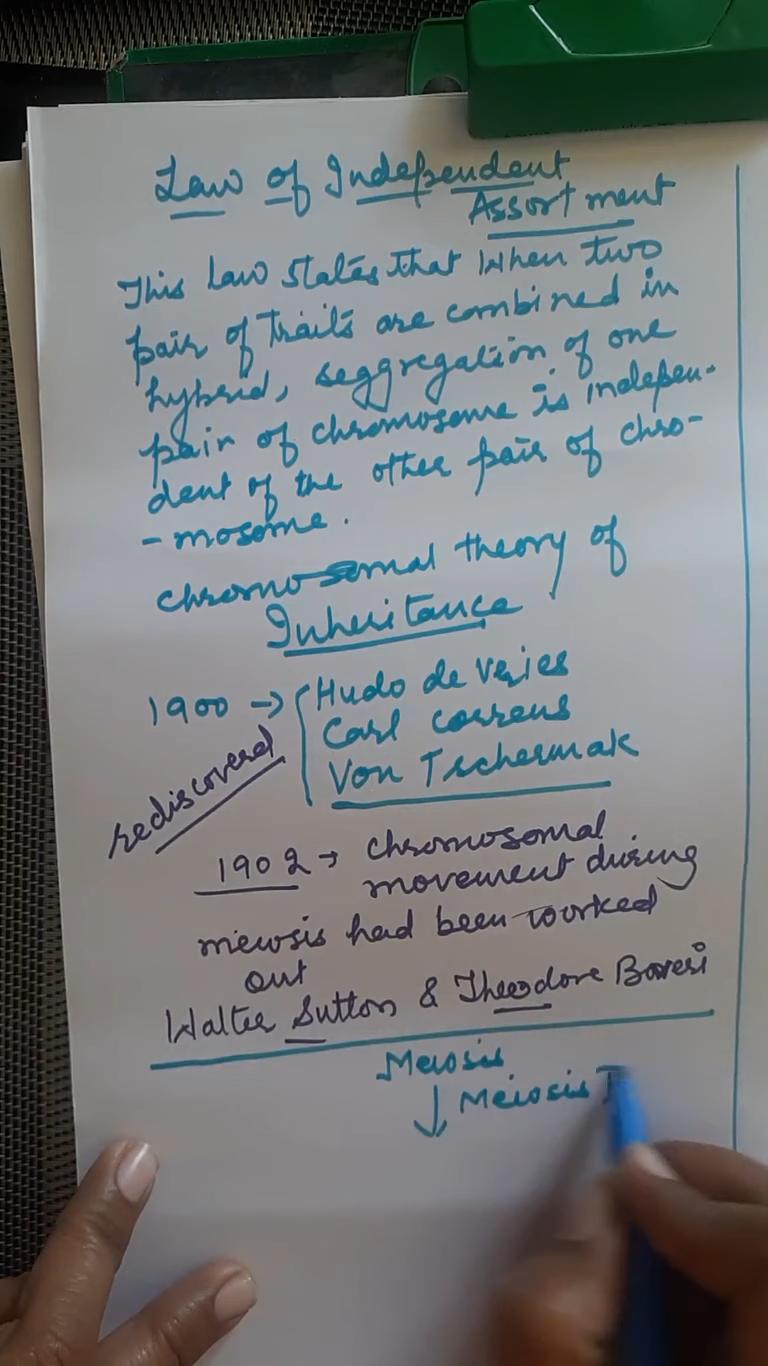 Law of Independent
Assortment
This law states that when two
pair of traits are combined in
hybrid, seggregation of one
pair of chromosome is indepen-
dent of the other pair of chro-
- mosome.
chromosomal theory of
Inheritance
1900 → Hudo de Veries
Carl correns
Von Tschermak
rediscovered
1902 → chromosomal
movement during
meiosis had been worked
out
Walter Sutton & Theodore Boveri
Meiosis
↓ Meiosis I